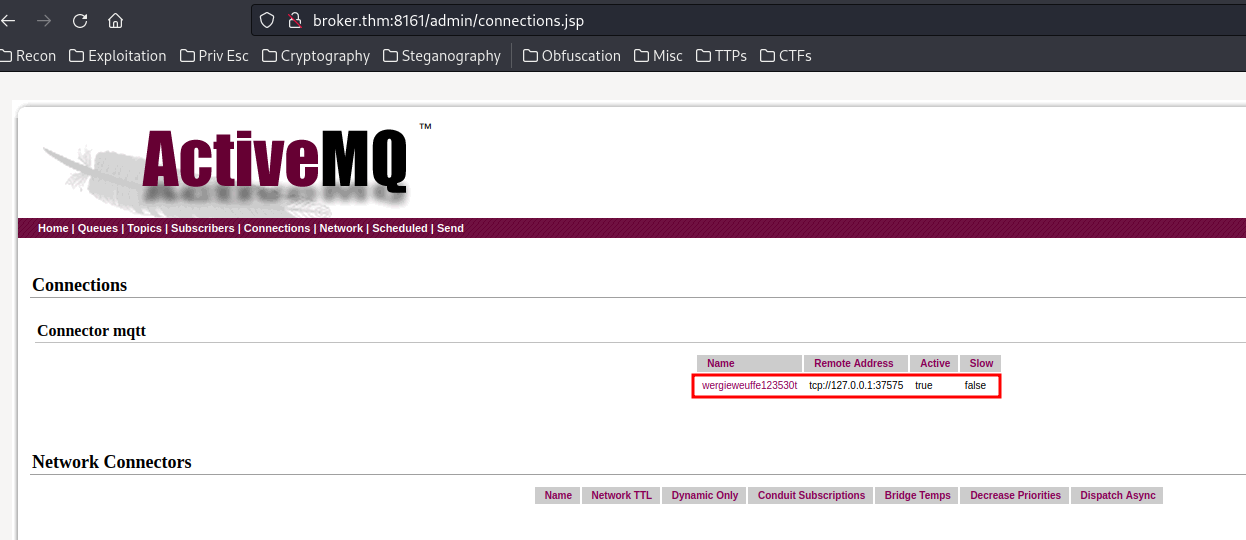 broker.thm:8161/admin/connections.jsp
Recon Exploitation Priv Esc Cryptography Steganography Obfuscation Misc TTPs CTFs
ActiveMQ ™
Home | Queues | Topics | Subscribers | Connections | Network | Scheduled | Send
Connections
Connector mqtt
Name Remote Address Active Slow
wergieweuffe123530t tcp://127.0.0.1:37575 true false
Network Connectors
Name Network TTL Dynamic Only Conduit Subscriptions Bridge Temps Decrease Priorities Dispatch Async